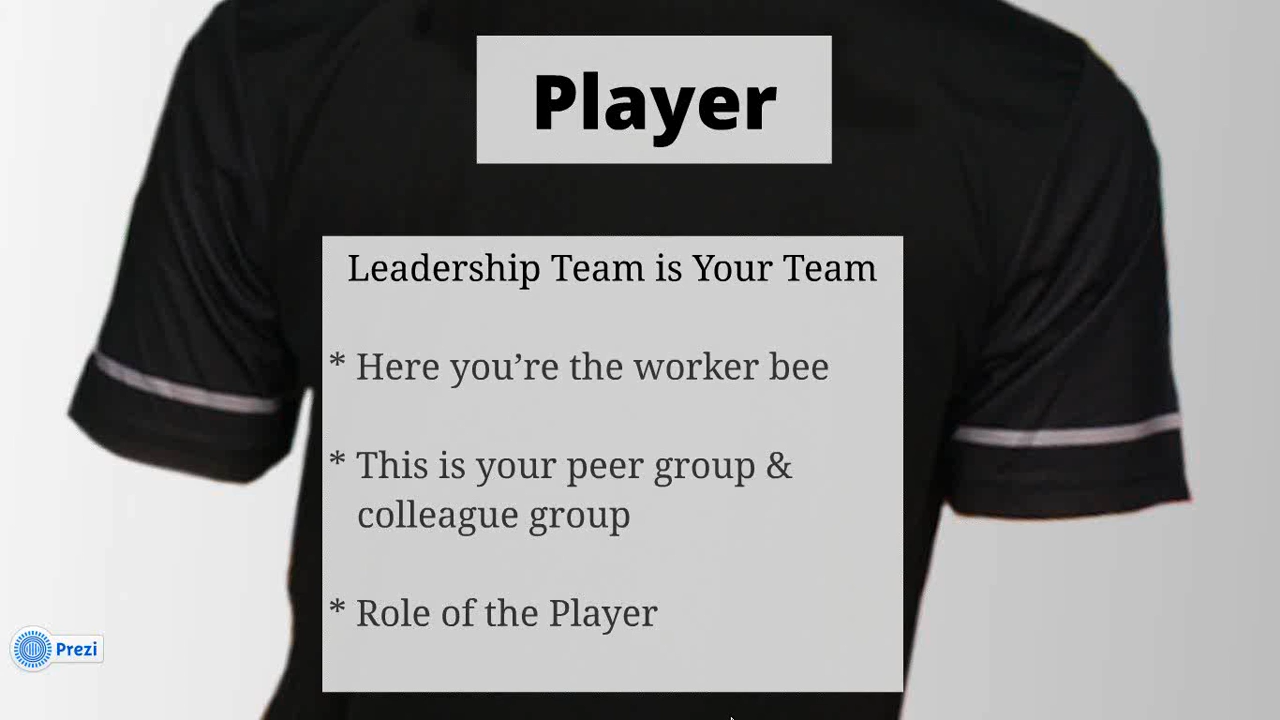 Player
Leadership Team is Your Team
* Here you’re the worker bee
* This is your peer group &
colleague group
* Role of the Player
Prezi